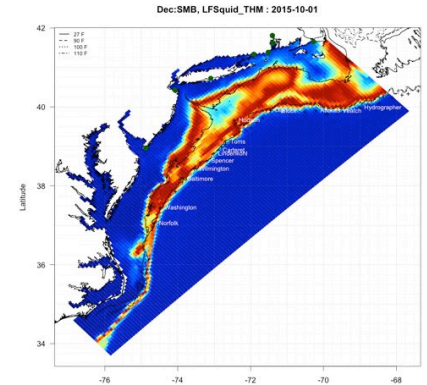 Dec:SMB, LFSquid_THM : 2015-10-01
42
27 F
90 F
100 F
110 F
40
Hydrographer
Hudson
Toms
Spencer
Wilmington
Baltimore
38
Washington
Norfolk
36
34
Latitude
-76
-74
-72
-70
-68